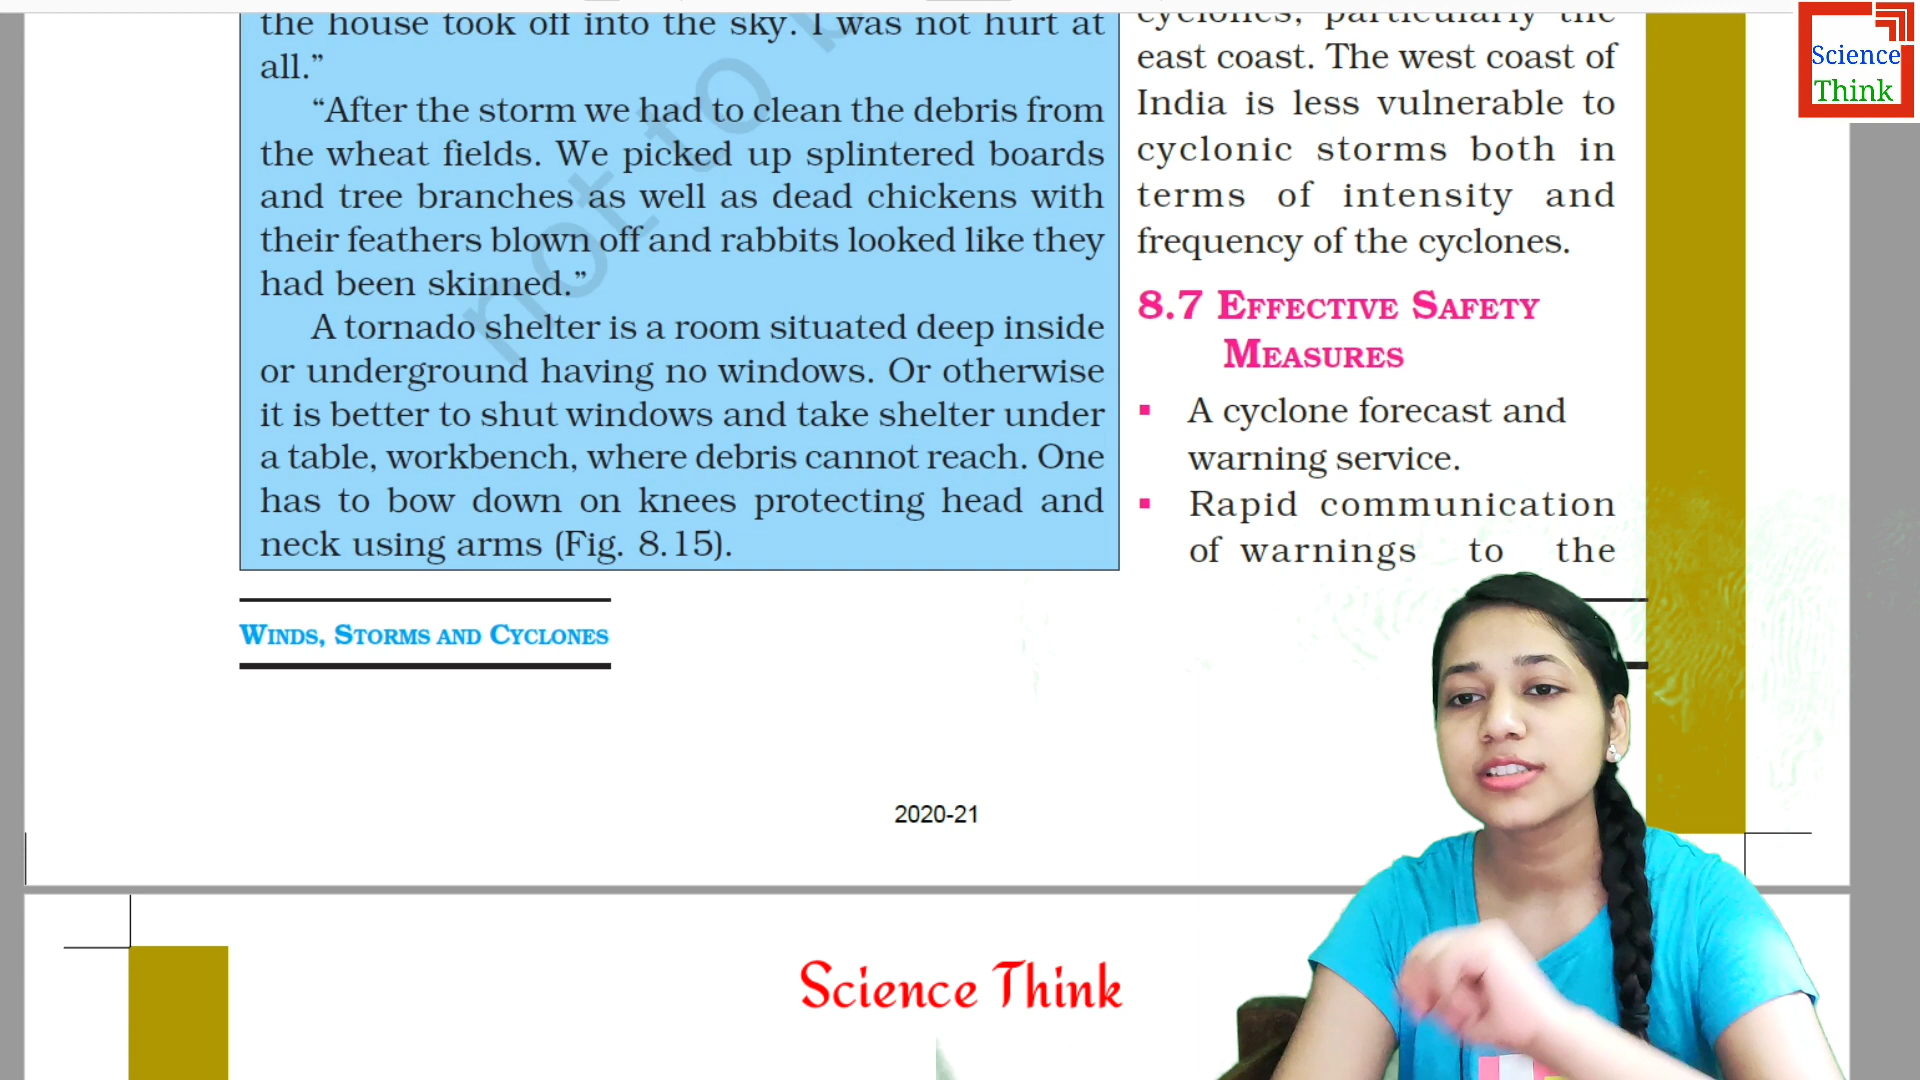 the house took off into the sky. I was not hurt at
all.”
“After the storm we had to clean the debris from
the wheat fields. We picked up splintered boards
and tree branches as well as dead chickens with
their feathers blown off and rabbits looked like they
had been skinned.”
A tornado shelter is a room situated deep inside
or underground having no windows. Or otherwise
it is better to shut windows and take shelter under
a table, workbench, where debris cannot reach. One
has to bow down on knees protecting head and
neck using arms (Fig. 8.15).
not to b
cyclones, particularly the
east coast. The west coast of
India is less vulnerable to
cyclonic storms both in
terms of intensity and
frequency of the cyclones.
8.7 EFFECTIVE SAFETY
MEASURES
▪ A cyclone forecast and
warning service.
▪ Rapid communication
of warnings to the
WINDS, STORMS AND CYCLONES
2020-21
Science Think
Science
Think